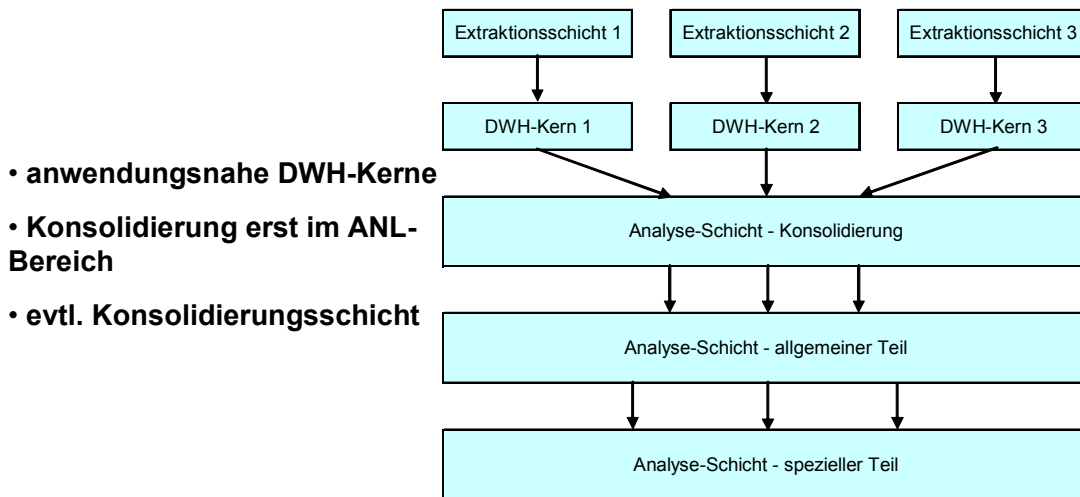 Extraktionsschicht 1
Extraktionsschicht 2
Extraktionsschicht 3
DWH-Kern 1
DWH-Kern 2
DWH-Kern 3
• anwendungsnahe DWH-Kerne
• Konsolidierung erst im ANL-
Bereich
• evtl. Konsolidierungsschicht
Analyse-Schicht - Konsolidierung
Analyse-Schicht - allgemeiner Teil
Analyse-Schicht - spezieller Teil